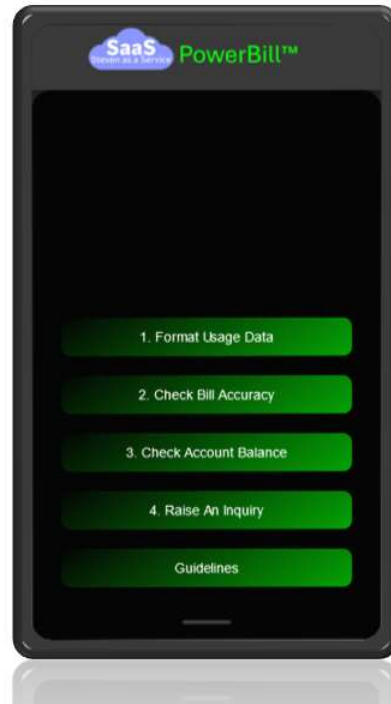 SaaS
Steven as a Service
PowerBill™
1. Format Usage Data
2. Check Bill Accuracy
3. Check Account Balance
4. Raise An Inquiry
Guidelines